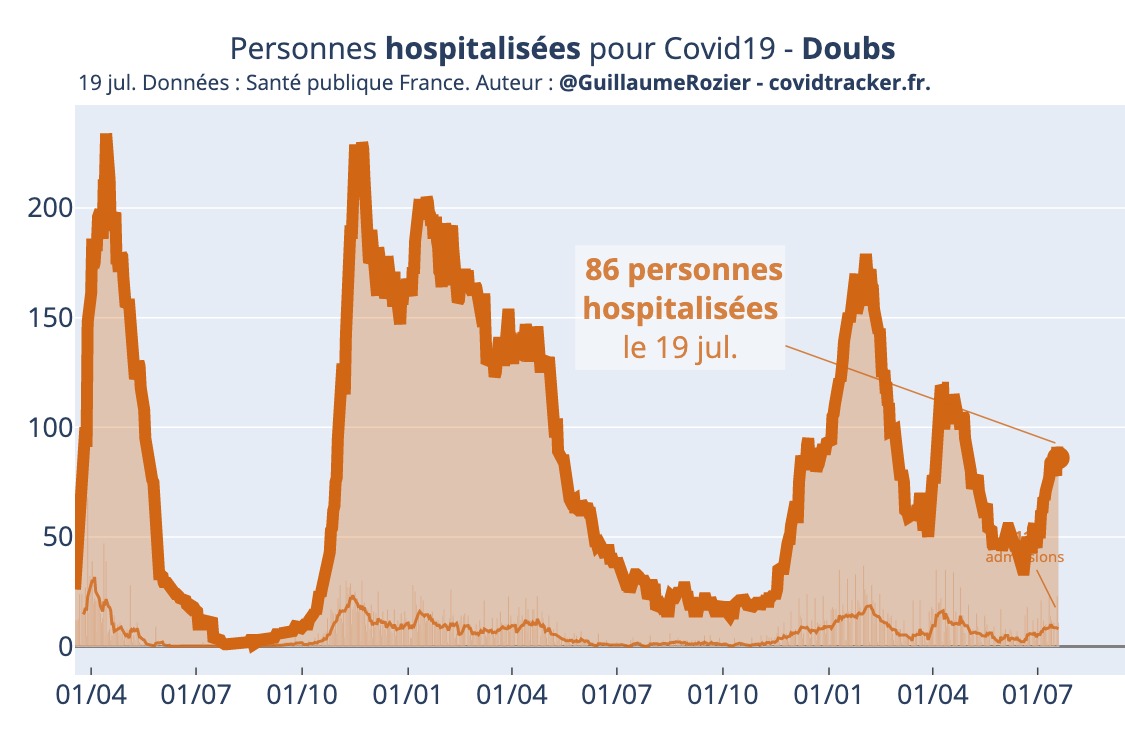 Personnes hospitalisées pour Covid19 - Doubs
19 jul. Données : Santé publique France. Auteur : @GuillaumeRozier - covidtracker.fr.
200
150
100
50
0
86 personnes
hospitalisées
le 19 jul.
admissions
01/04 01/07 01/10 01/01 01/04 01/07 01/10 01/01 01/04 01/07